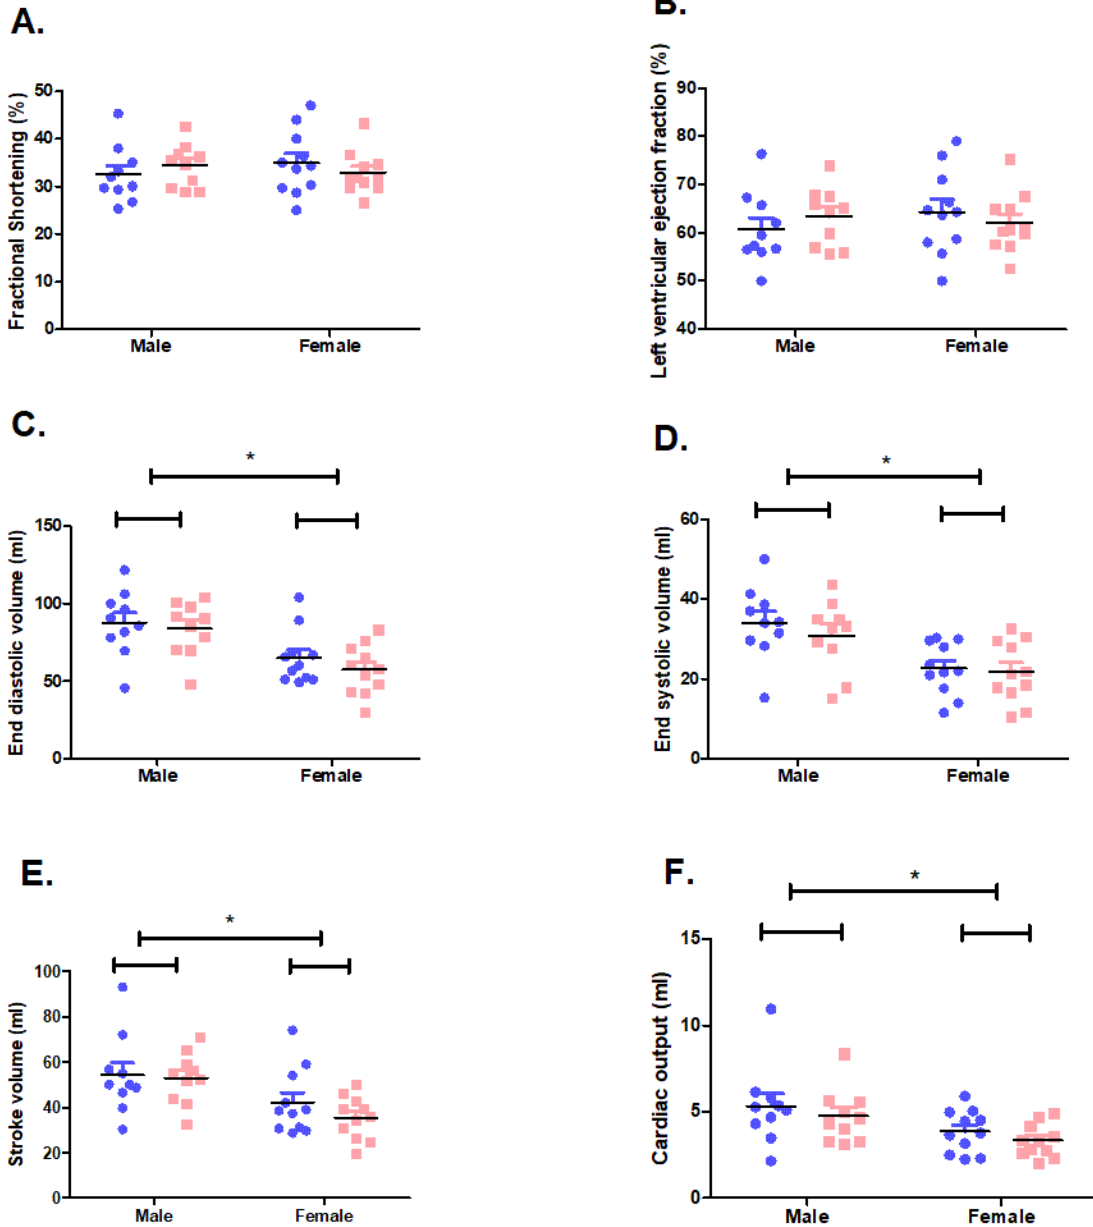 A.
Fractional Shortening (%)
50
40
30
20
10
0
Male
Female
B.
Left ventricular ejection fraction (%)
90
80
70
60
50
40
Male
Female
C.
*
End diastolic volume (ml)
150
100
50
0
Male
Female
D.
*
End systolic volume (ml)
60
40
20
0
Male
Female
E.
*
Stroke volume (ml)
100
80
60
40
20
0
Male
Female
F.
*
Cardiac output (ml)
15
10
5
0
Male
Female